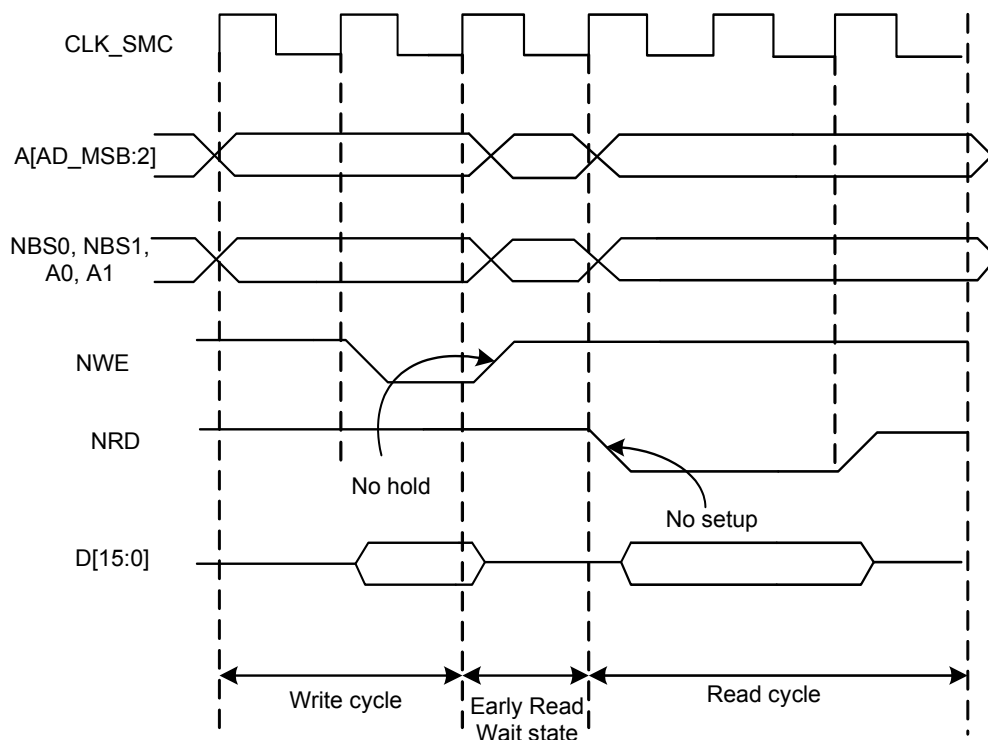 CLK_SMC
A[AD_MSB:2]
NBS0, NBS1,
A0, A1
NWE
NRD
No hold
No setup
D[15:0]
Write cycle
Early Read
Wait state
Read cycle